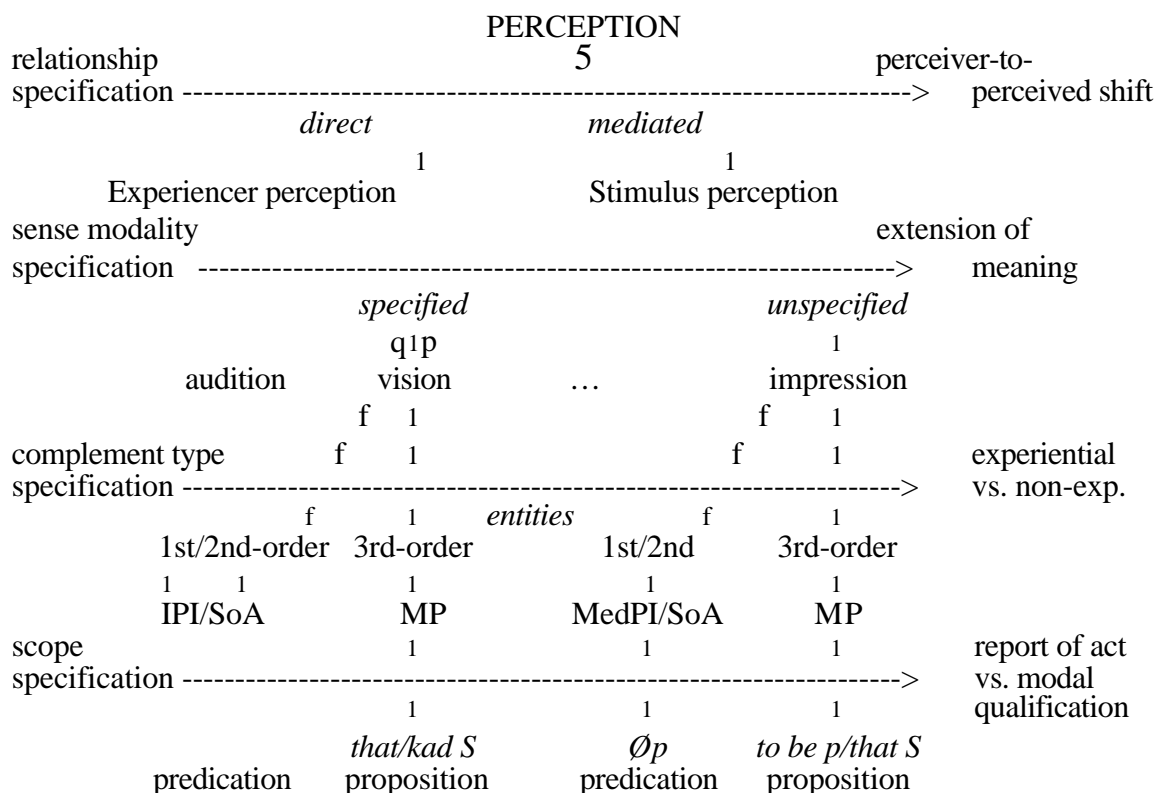 PERCEPTION
relationship 5 perceiver-to-
specification -----------------------------------------------------------------------> perceived shift
direct mediated
1 1
Experiencer perception Stimulus perception
sense modality extension of
specification ------------------------------------------------------------------> meaning
specified unspecified
q1p 1
audition vision … impression
f 1 f 1
complement type f 1 f 1 experiential
specification ---------------------------------------------------------------------> vs. non-exp.
f 1 entities f 1
1st/2nd-order 3rd-order 1st/2nd 3rd-order
1 1 1 1 1
IPI/SoA MP MedPI/SoA MP
scope 1 1 1 report of act
specification ---------------------------------------------------------------------> vs. modal
1 1 1 qualification
that/kad S Øp to be p/that S
predication proposition predication proposition